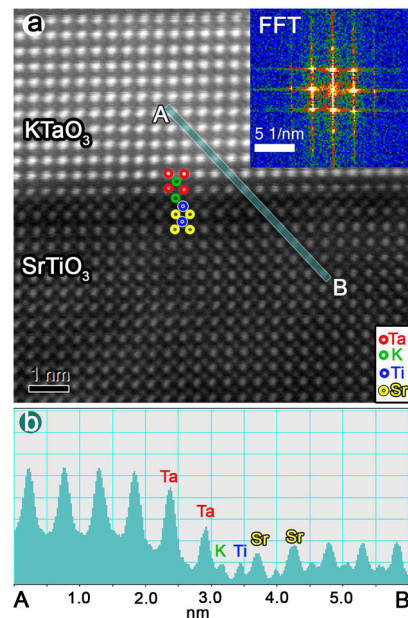 a
FFT
5 1/nm
A
KTaO3
SrTiO3
B
1 nm
Ta
K
Ti
Sr
b
Ta
Ta
K
Ti
Sr
Sr
A
1.0
2.0
3.0
4.0
5.0
B
nm